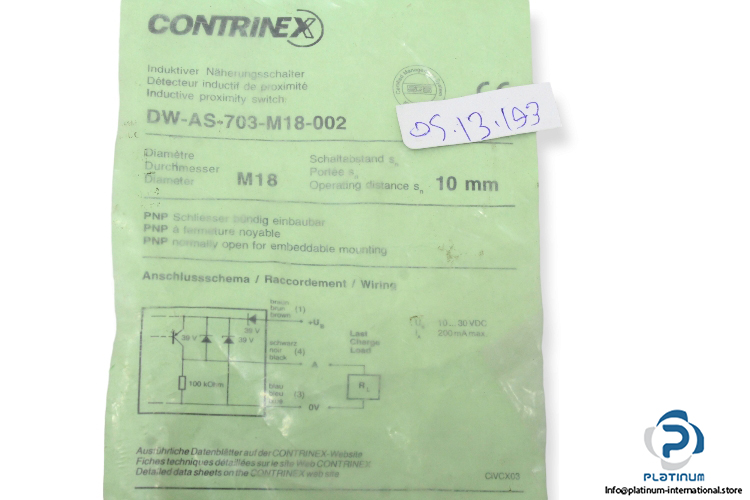 CONTRINEX
Induktiver Näherungsschalter
Détecteur inductif de proximité
Inductive proximity switch:
DW-AS-703-M18-002
05.13.193
Diamètre
Durchmesser
Diameter
M18
Schaltabstand sn
Portée sn
Operating distance sn
10 mm
PNP Schliesser bündig einbaubar
PNP à fermeture noyable
PNP normally open for embeddable mounting
Anschlussschema / Raccordement / Wiring
braun
brun
brown
(1)
+UB
39 V
39 V
39 V
100 kOhm
schwarz
noir
black
(4)
A
blau
bleu
(3)
0V
Last
Charge
Load
RL
UB 10 ... 30 VDC
200 mA max.
Ausführliche Datenblätter auf der CONTRINEX-Website
Fiches techniques détaillées sur le site Web CONTRINEX
Detailed data sheets on the CONTRINEX web site
CIVCX03
PLATINUM
INTERNATIONAL
Info@platinum-international.store